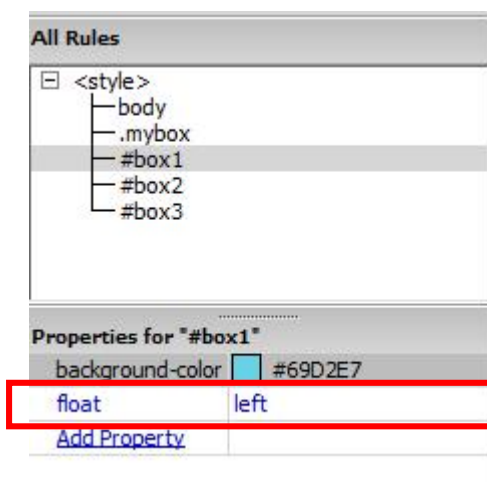 All Rules
<style>
body
.mybox
#box1
#box2
#box3
Properties for "#box1"
background-color #69D2E7
float left
Add Property